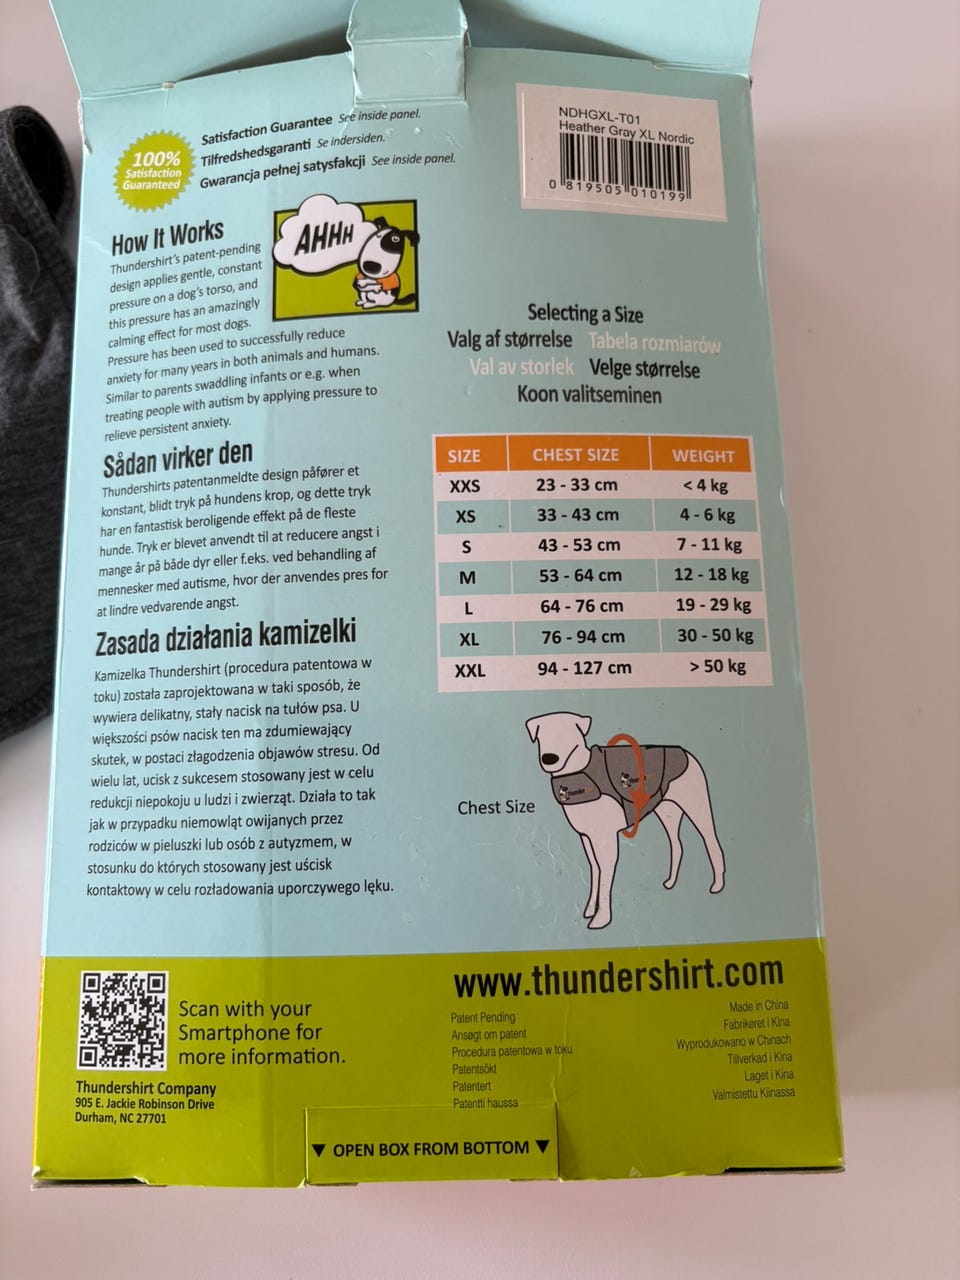 Satisfaction Guarantee See inside panel.
Tilfredshedsgaranti Se indersiden.
Gwarancja pełnej satysfakcji See inside panel.
100%
Satisfaction
Guaranteed
NDHGXL-T01
Heather Gray XL Nordic
0 819505 010199
How It Works
Thundershirt's patent-pending
design applies gentle, constant
pressure on a dog's torso, and
this pressure has an amazingly
calming effect for most dogs.
Pressure has been used to successfully reduce
anxiety for many years in both animals and humans.
Similar to parents swaddling infants or e.g. when
treating people with autism by applying pressure to
relieve persistent anxiety.
AHHH
Sådan virker den
Thundershirts patentanmeldte design påfører et
konstant, blidt tryk på hundens krop, og dette tryk
har en fantastisk beroligende effekt på de fleste
hunde. Tryk er blevet anvendt til at reducere angst i
mange år på både dyr eller f.eks. ved behandling af
mennesker med autisme, hvor der anvendes pres for
at lindre vedvarende angst.
Zasada działania kamizelki
Kamizelka Thundershirt (procedura patentowa w
toku) została zaprojektowana w taki sposób, że
wywiera delikatny, stały nacisk na tułów psa. U
większości psów nacisk ten ma zdumiewający
skutek, w postaci złagodzenia objawów stresu. Od
wielu lat, ucisk z sukcesem stosowany jest w celu
redukcji niepokoju u ludzi i zwierząt. Działa to tak
jak w przypadku niemowląt owijanych przez
rodziców w pieluszki lub osób z autyzmem, w
stosunku do których stosowany jest uścisk
kontaktowy w celu rozładowania uporczywego lęku.
Selecting a Size
Valg af størrelse Tabela rozmiarów
Val av storlek Velge størrelse
Koon valitseminen
SIZE CHEST SIZE WEIGHT
XXS 23 - 33 cm < 4 kg
XS 33 - 43 cm 4 - 6 kg
S 43 - 53 cm 7 - 11 kg
M 53 - 64 cm 12 - 18 kg
L 64 - 76 cm 19 - 29 kg
XL 76 - 94 cm 30 - 50 kg
XXL 94 - 127 cm > 50 kg
Chest Size
Scan with your
Smartphone for
more information.
Thundershirt Company
905 E. Jackie Robinson Drive
Durham, NC 27701
www.thundershirt.com
Patent Pending
Ansøgt om patent
Procedura patentowa w toku
Patentsökt
Patentert
Patentti haussa
Made in China
Fabrikeret i Kina
Wyprodukowano w Chinach
Tillverkad i Kina
Laget i Kina
Valmistettu Kiinassa
▼ OPEN BOX FROM BOTTOM ▼